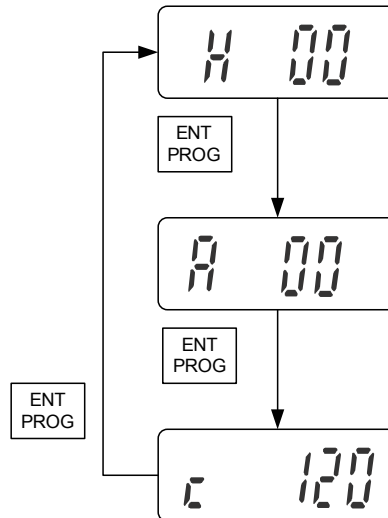 H 00
ENT
PROG
A 00
ENT
PROG
ENT
PROG
c 120